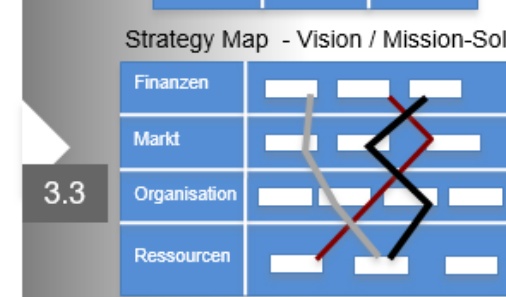 Strategy Map - Vision / Mission-Sol
Finanzen
Markt
3.3
Organisation
Ressourcen